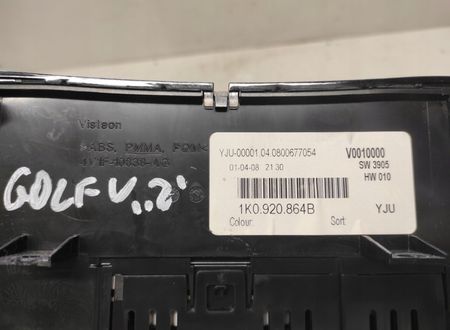 Visteon
>ABS, PMMA, POM<
GOLF V..2'
YJU-00001.04.0800677054
V0010000
01-04-08 21:30
SW 3905
HW 010
1K0.920.864B
YJU
Colour:
Sort: